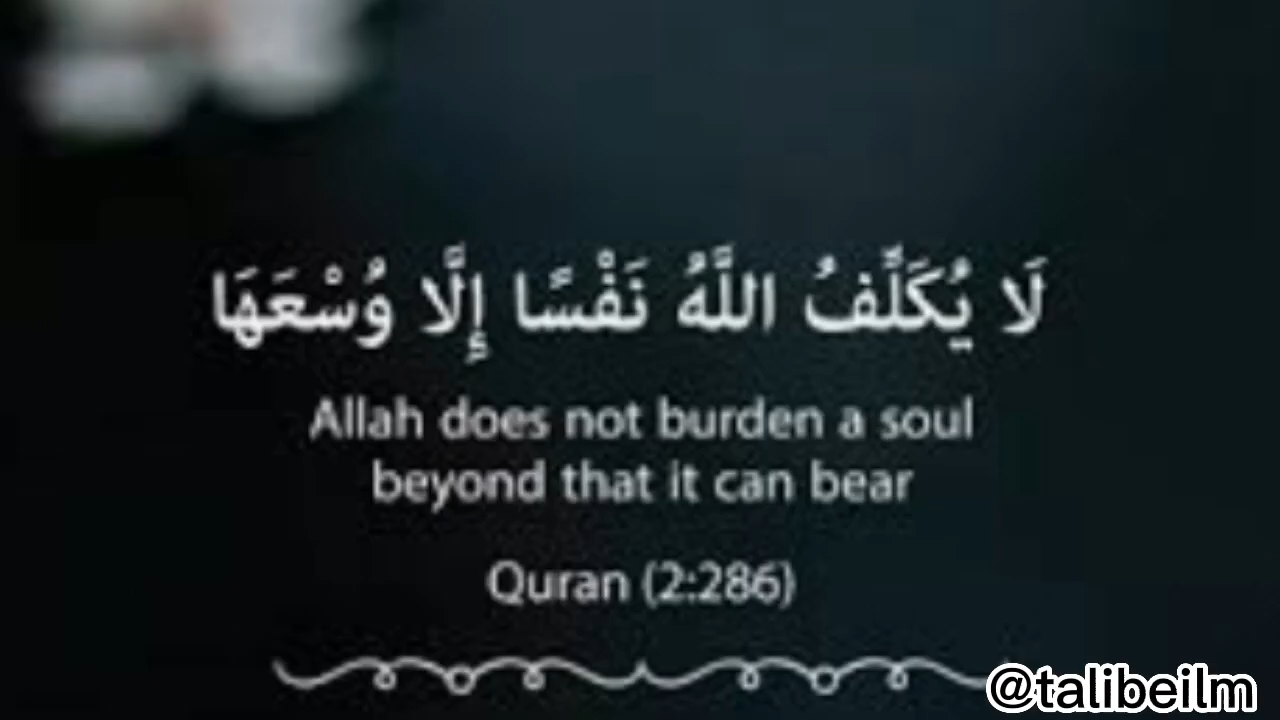 لَا يُكَلِّفُ اللَّهُ نَفْسًا إِلَّا وُسْعَهَا
Allah does not burden a soul
beyond that it can bear
Quran (2:286)
@talibeilm